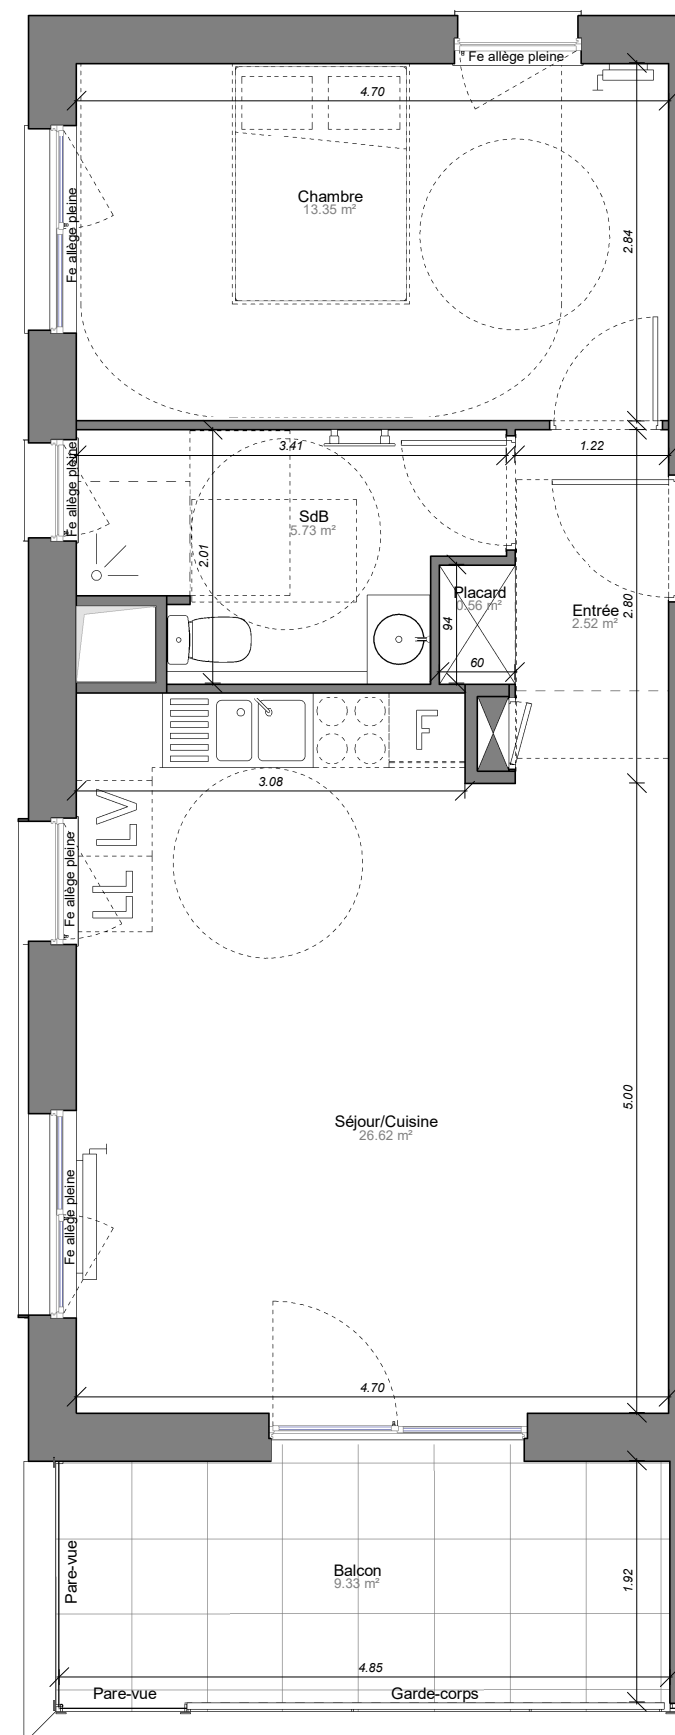 Fe allège pleine
4.70
Chambre
13.35 m²
Fe allège pleine
2.84
3.41
1.22
Fe allège pleine
SdB
5.73 m²
2.01
Placard
0.56 m²
94
60
Entrée
2.52 m²
2.80
F
3.08
LV
LL
Fe allège pleine
Séjour/Cuisine
26.62 m²
5.00
Fe allège pleine
4.70
Balcon
9.33 m²
Pare-vue
1.92
4.85
Pare-vue
Garde-corps